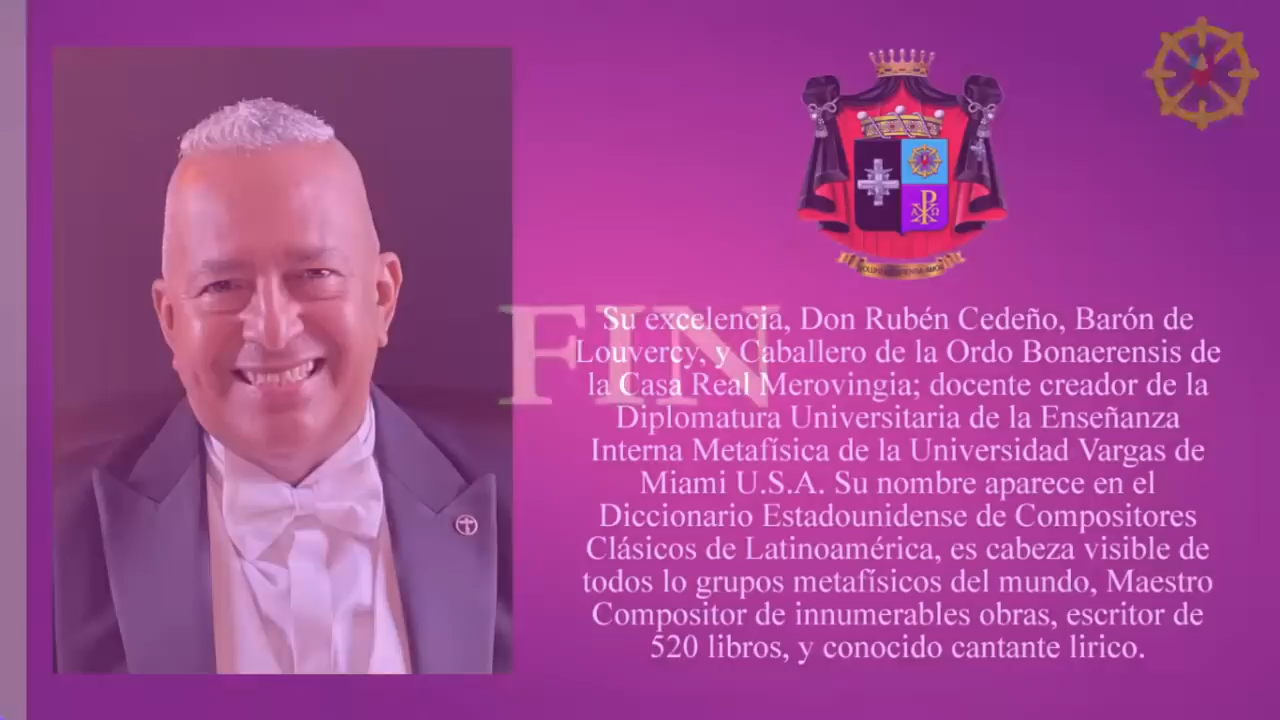 Su excelencia, Don Rubén Cedeño, Barón de
Louvercy, y Caballero de la Ordo Bonaerensis de
la Casa Real Merovingia; docente creador de la
Diplomatura Universitaria de la Enseñanza
Interna Metafísica de la Universidad Vargas de
Miami U.S.A. Su nombre aparece en el
Diccionario Estadounidense de Compositores
Clásicos de Latinoamérica, es cabeza visible de
todos lo grupos metafísicos del mundo, Maestro
Compositor de innumerables obras, escritor de
520 libros, y conocido cantante lirico.
FIN